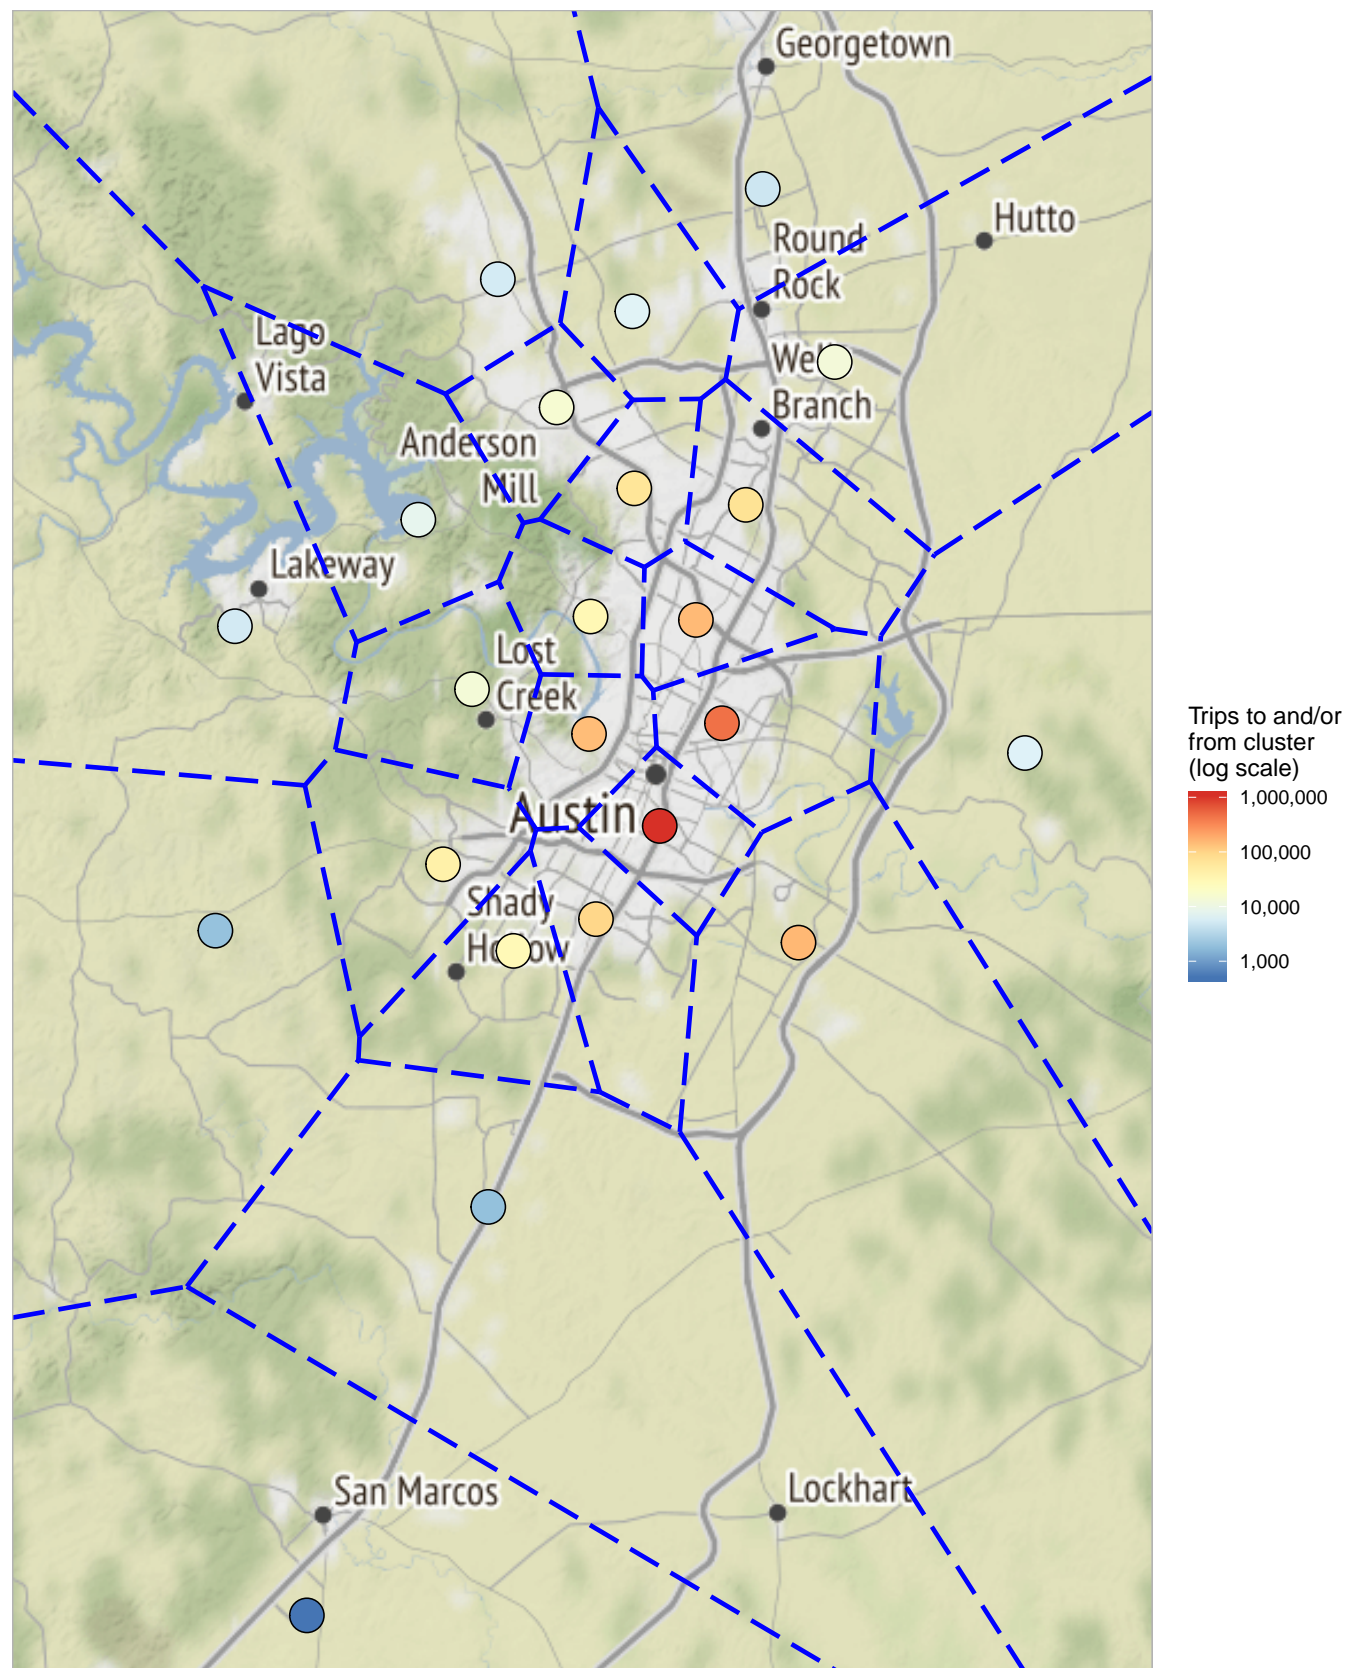 Georgetown
Hutto
Round
Rock
Lago
Vista
Branch
Anderson
Mill
Lakeway
Lost
Creek
Austin
Shady
San Marcos
Lockhart
Trips to and/or
from cluster
(log scale)
1,000,000
100,000
10,000
1,000